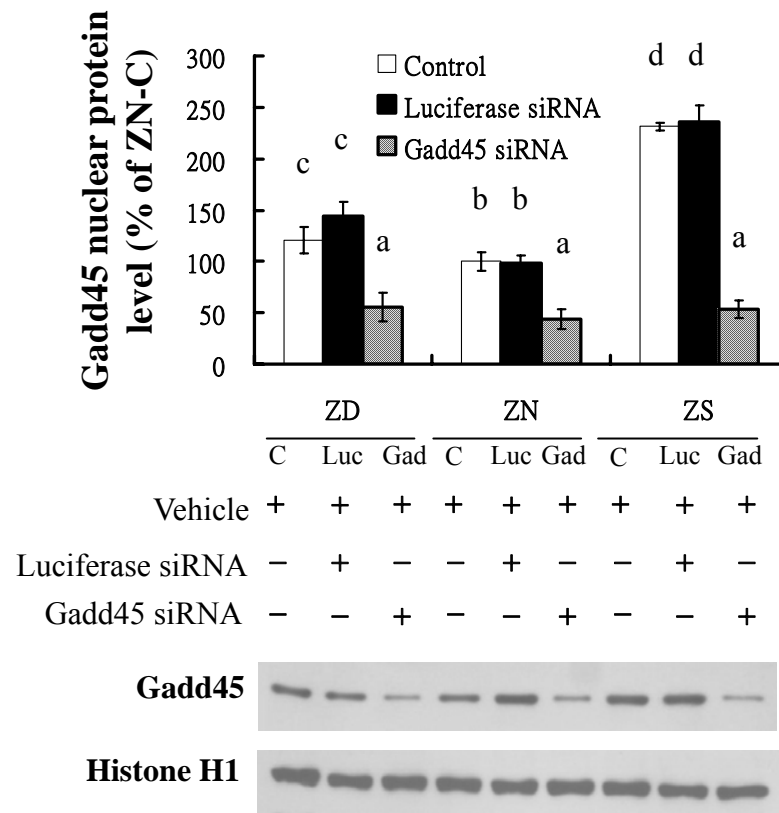 Gadd45 nuclear protein
level (% of ZN-C)
300
250
200
150
100
50
0
Control
Luciferase siRNA
Gadd45 siRNA
c c a
b b a
d d a
ZD ZN ZS
C Luc Gad C Luc Gad C Luc Gad
Vehicle + + + + + + + + +
Luciferase siRNA − + − − + − − + −
Gadd45 siRNA − − + − − + − − +
Gadd45
Histone H1